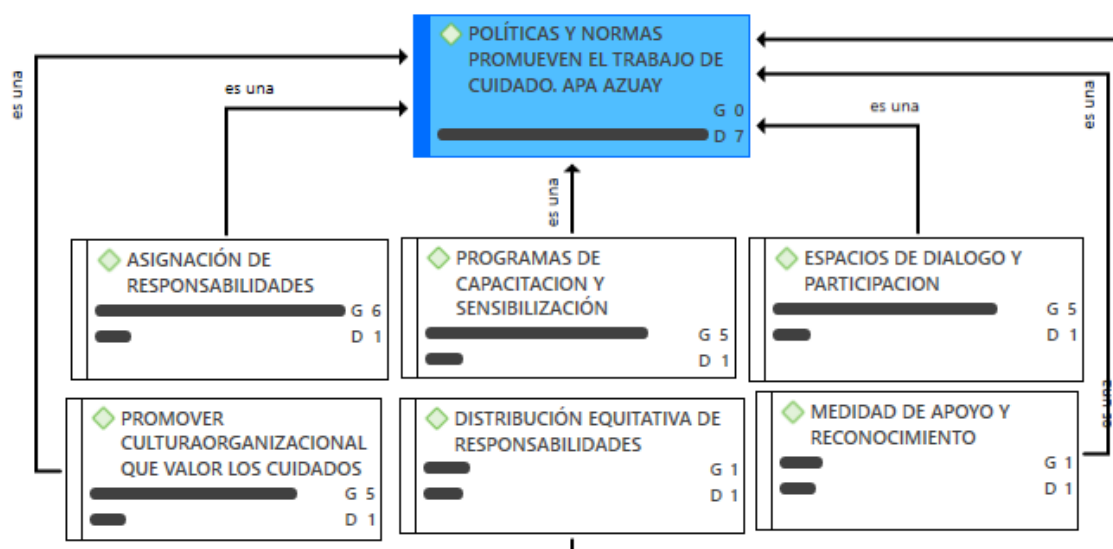 POLÍTICAS Y NORMAS
PROMUEVEN EL TRABAJO DE
CUIDADO. APA AZUAY
G 0
D 7
es una
es una
es una
es una
es una
es una
ASIGNACIÓN DE
RESPONSABILIDADES
G 6
D 1
PROGRAMAS DE
CAPACITACION Y
SENSIBILIZACIÓN
G 5
D 1
ESPACIOS DE DIALOGO Y
PARTICIPACION
G 5
D 1
PROMOVER
CULTURAORGANIZACIONAL
QUE VALOR LOS CUIDADOS
G 5
D 1
DISTRIBUCIÓN EQUITATIVA DE
RESPONSABILIDADES
G 1
D 1
MEDIDAD DE APOYO Y
RECONOCIMIENTO
G 1
D 1